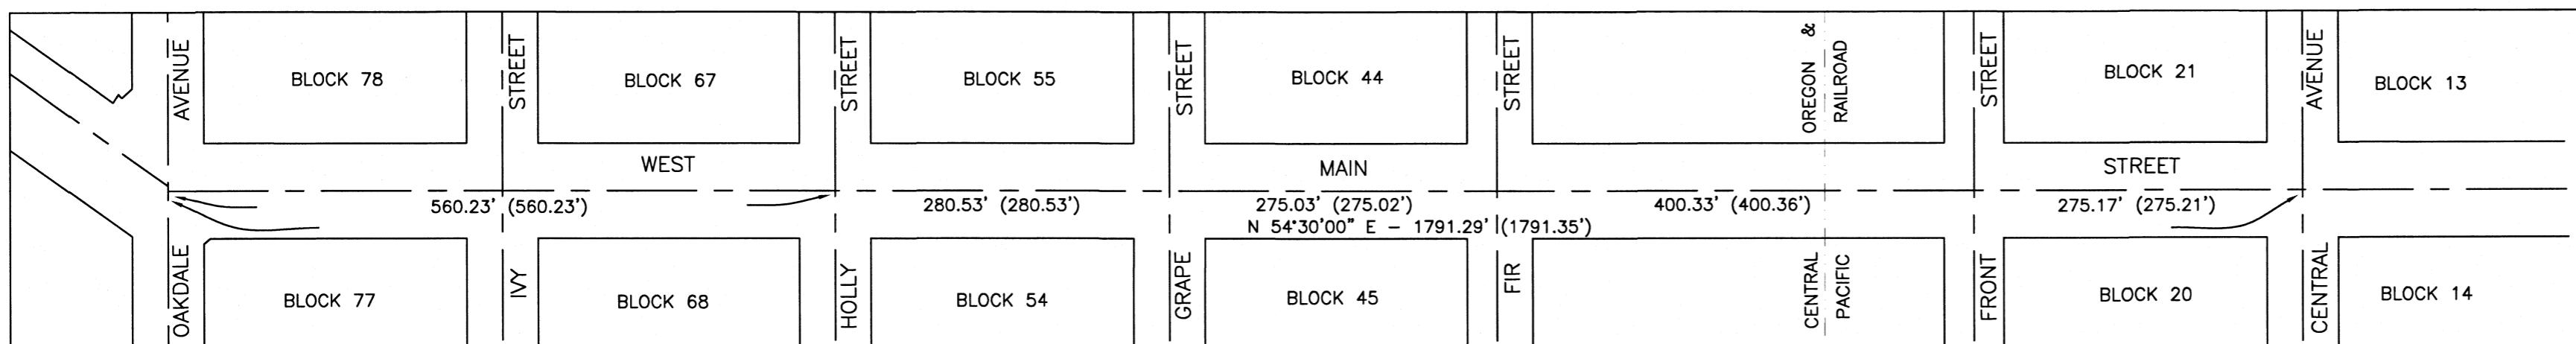 AVENUE
BLOCK 78
STREET
BLOCK 67
STREET
BLOCK 55
STREET
BLOCK 44
STREET
OREGON &
RAILROAD
STREET
BLOCK 21
AVENUE
BLOCK 13
WEST
MAIN
STREET
560.23' (560.23')
280.53' (280.53')
275.03' (275.02')
400.33' (400.36')
275.17' (275.21')
N 54°30'00" E - 1791.29' (1791.35')
OAKDALE
BLOCK 77
IVY
BLOCK 68
HOLLY
BLOCK 54
GRAPE
BLOCK 45
FIR
CENTRAL
PACIFIC
FRONT
BLOCK 20
CENTRAL
BLOCK 14